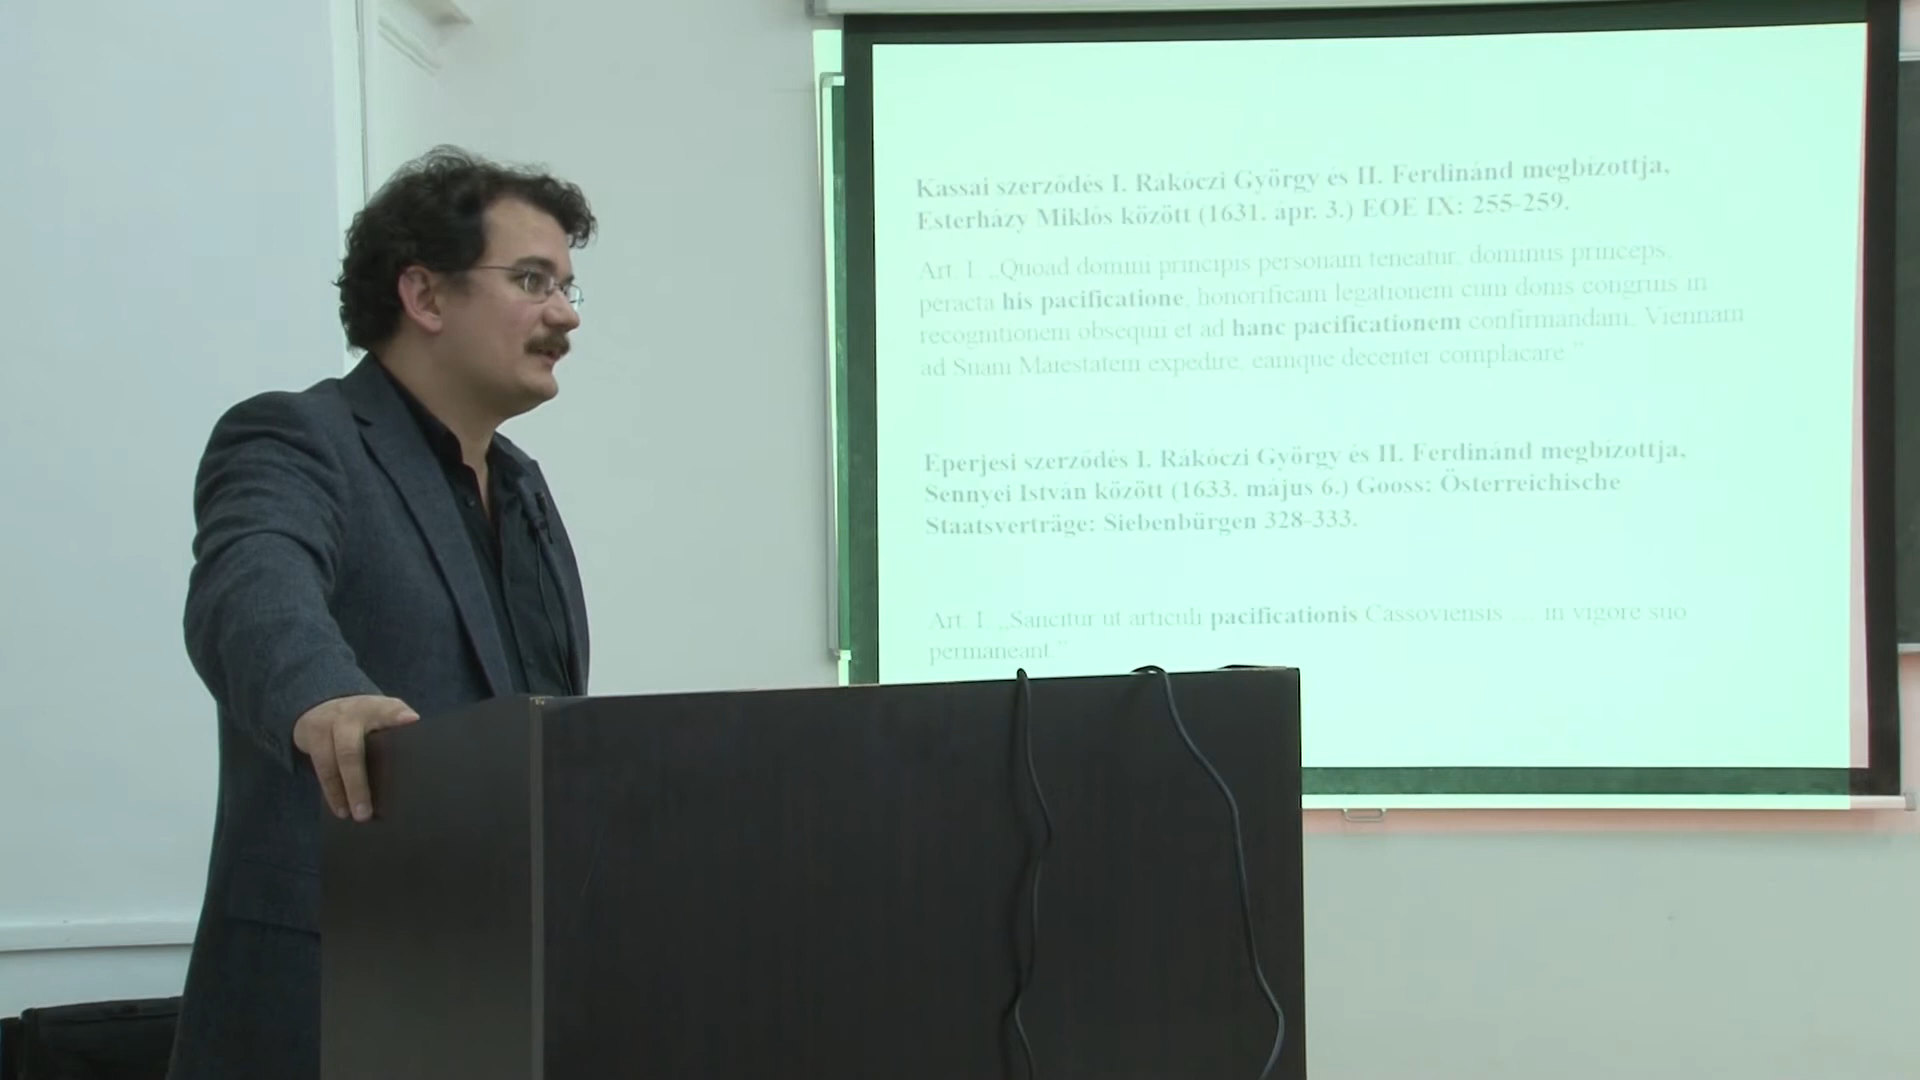 Kassai szerződés I. Rákóczi György és II. Ferdinánd megbízottja,
Esterházy Miklós között (1631. ápr. 3.) EOE IX: 255-259.
Art. I. „Quoad domini principis personam teneatur, dominus princeps,
peracta his pacificatione, honorificam legationem cum donis congruis in
recognitionem obsequii et ad hanc pacificationem confirmandam, Viennam
ad Suam Maiestatem expedire, eamque decenter complacare.”
Eperjesi szerződés I. Rákóczi György és II. Ferdinánd megbízottja,
Sennyei István között (1633. május 6.) Gooss: Österreichische
Staatsverträge: Siebenbürgen 328-333.
Art. I. „Sancitur ut articuli pacificationis Cassoviensis … in vigore suo
permaneant.”